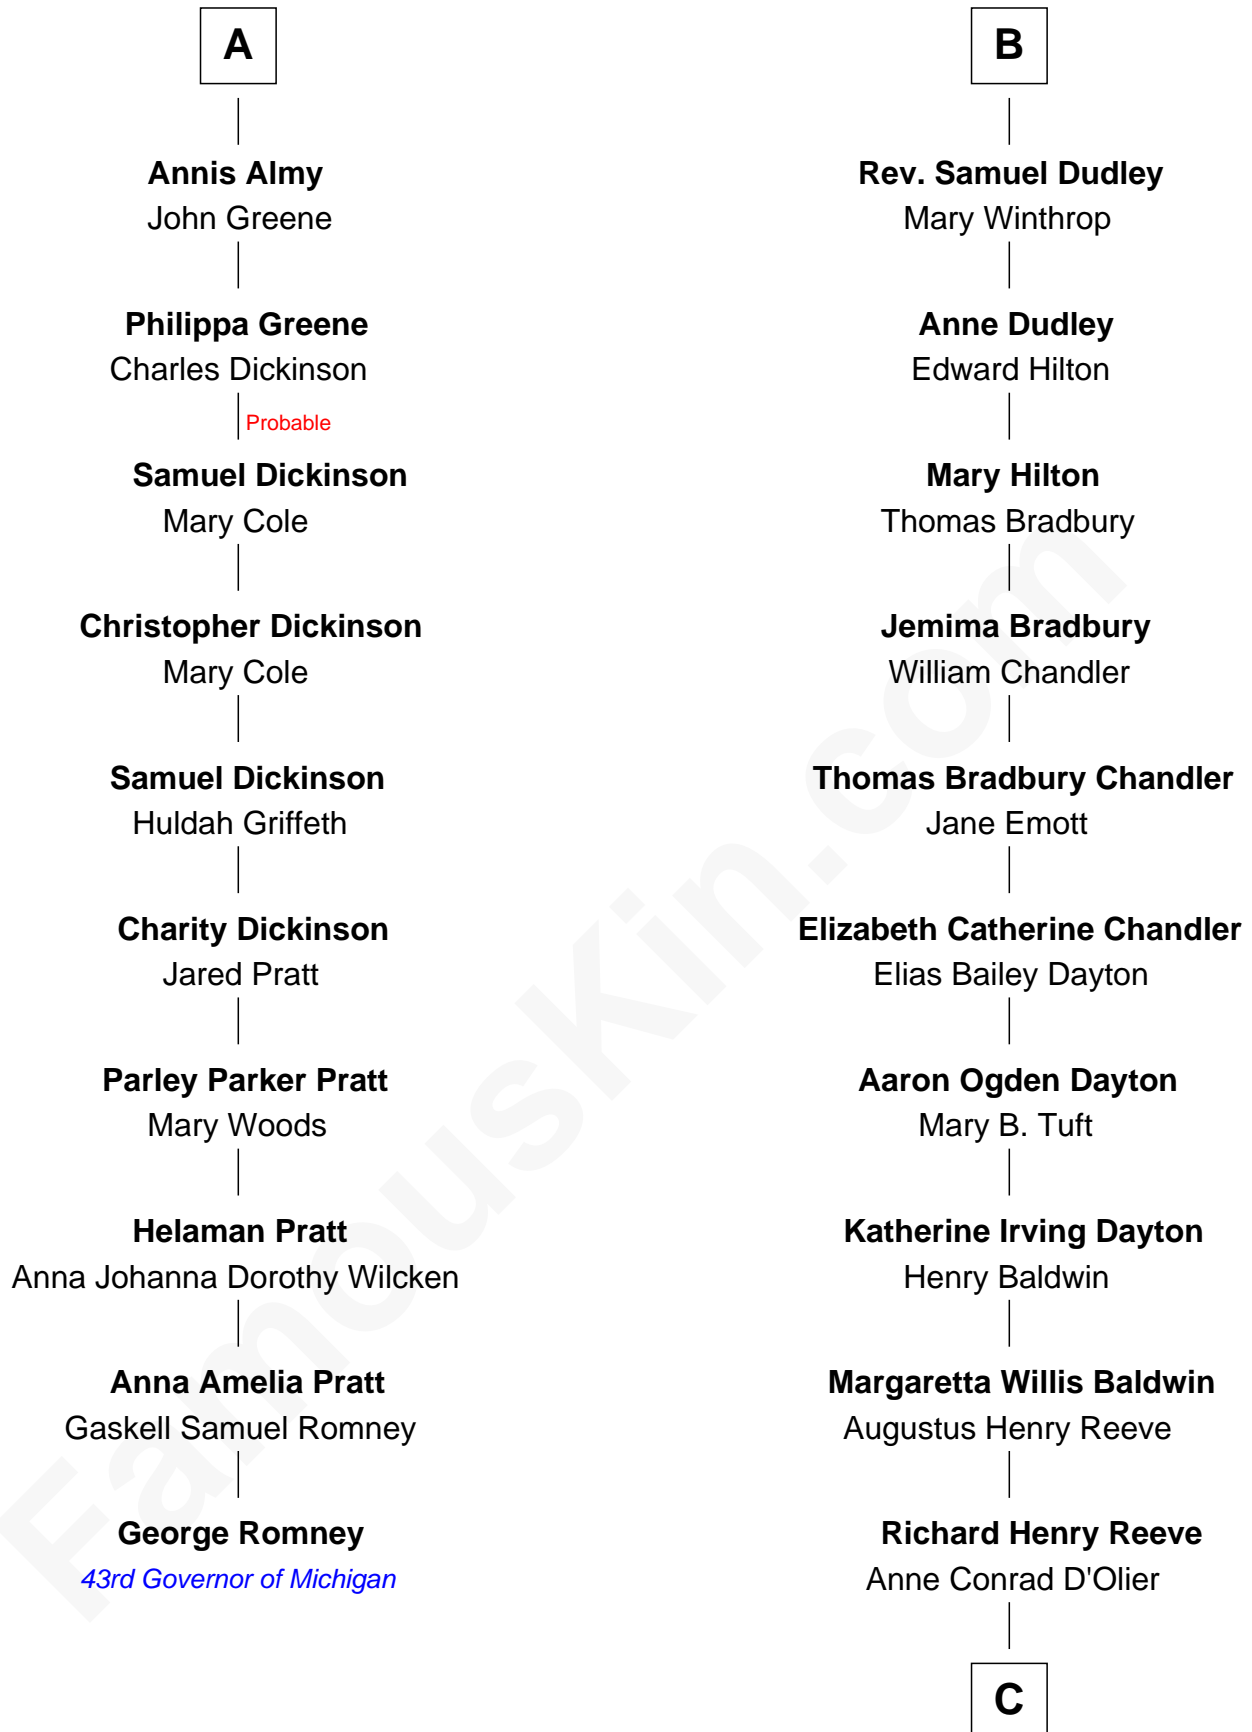 A
Annis Almy
John Greene
Philippa Greene
Charles Dickinson
Probable
Samuel Dickinson
Mary Cole
Christopher Dickinson
Mary Cole
Samuel Dickinson
Huldah Griffeth
Charity Dickinson
Jared Pratt
Parley Parker Pratt
Mary Woods
Helaman Pratt
Anna Johanna Dorothy Wilcken
Anna Amelia Pratt
Gaskell Samuel Romney
George Romney
43rd Governor of Michigan
B
Rev. Samuel Dudley
Mary Winthrop
Anne Dudley
Edward Hilton
Mary Hilton
Thomas Bradbury
Jemima Bradbury
William Chandler
Thomas Bradbury Chandler
Jane Emott
Elizabeth Catherine Chandler
Elias Bailey Dayton
Aaron Ogden Dayton
Mary B. Tuft
Katherine Irving Dayton
Henry Baldwin
Margaretta Willis Baldwin
Augustus Henry Reeve
Richard Henry Reeve
Anne Conrad D'Olier
C
FamousKin.com